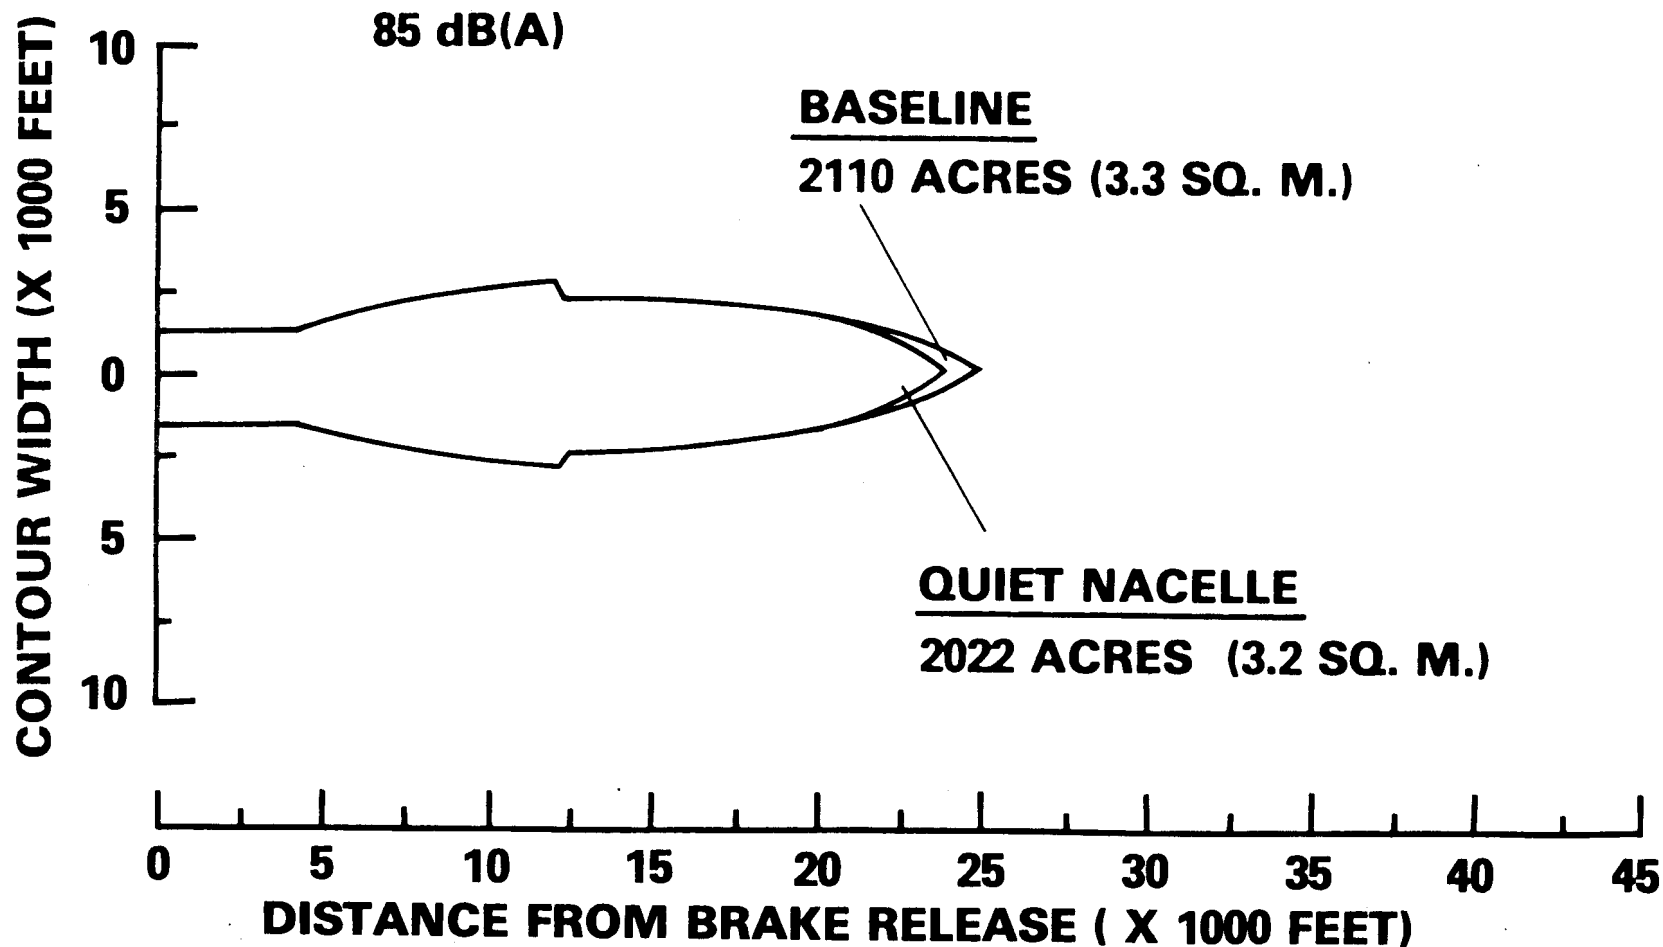 85 dB(A)
CONTOUR WIDTH (X 1000 FEET)
10
5
0
5
10
BASELINE
2110 ACRES (3.3 SQ. M.)
QUIET NACELLE
2022 ACRES (3.2 SQ. M.)
0 5 10 15 20 25 30 35 40 45
DISTANCE FROM BRAKE RELEASE ( X 1000 FEET)